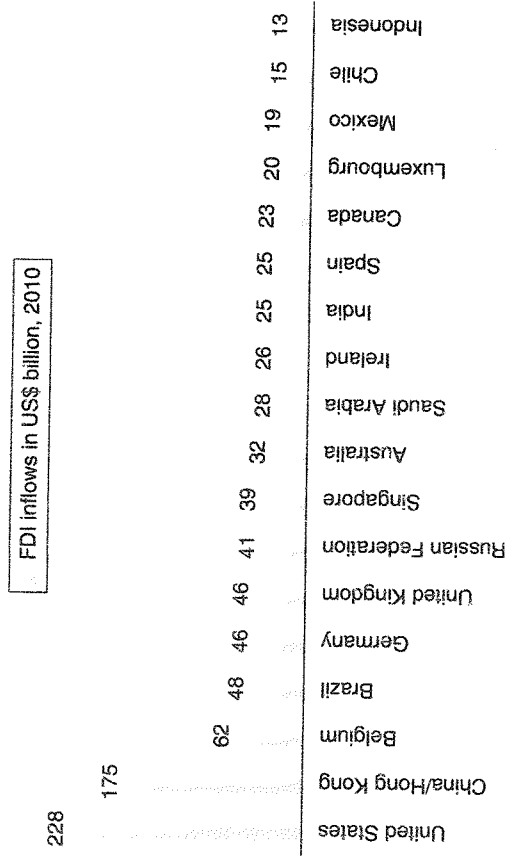 FDI inflows in US$ billion, 2010
228
175
62
48
46
46
41
39
32
28
26
25
25
23
20
19
15
13
United States
China/Hong Kong
Belgium
Brazil
Germany
United Kingdom
Russian Federation
Singapore
Australia
Saudi Arabia
Ireland
India
Spain
Canada
Luxembourg
Mexico
Chile
Indonesia